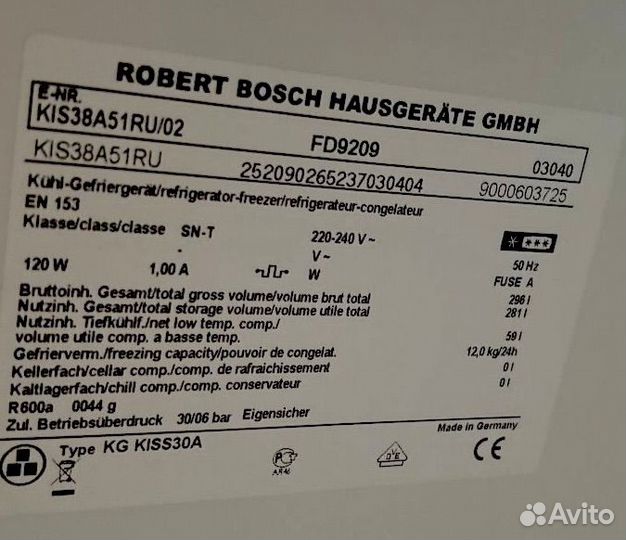 ROBERT BOSCH HAUSGERÄTE GMBH
E-NR.
KIS38A51RU/02 FD9209 03040
KIS38A51RU 252090265237030404 9000603725
Kühl-Gefriergerät/refrigerator-freezer/refrigerateur-congelateur
EN 153
Klasse/class/classe SN-T 220-240 V ~ * ***
- V ~ 50 Hz
120 W 1,00 A W FUSE A
Bruttoinh. Gesamt/total gross volume/volume brut total 296 l
Nutzinh. Gesamt/total storage volume/volume utile total 281 l
Nutzinh. Tiefkühlf./net low temp. comp./
volume utile comp. a basse temp. 59 l
Gefrierverm./freezing capacity/pouvoir de congelat. 12,0 kg/24h
Kellerfach/cellar comp./comp. de rafraichissement 0 l
Kaltlagerfach/chill comp./comp. conservateur 0 l
R600a 0044 g
Zul. Betriebsüberdruck 30/06 bar Eigensicher
Made in Germany
Type KG KISS30A
CE
Avito